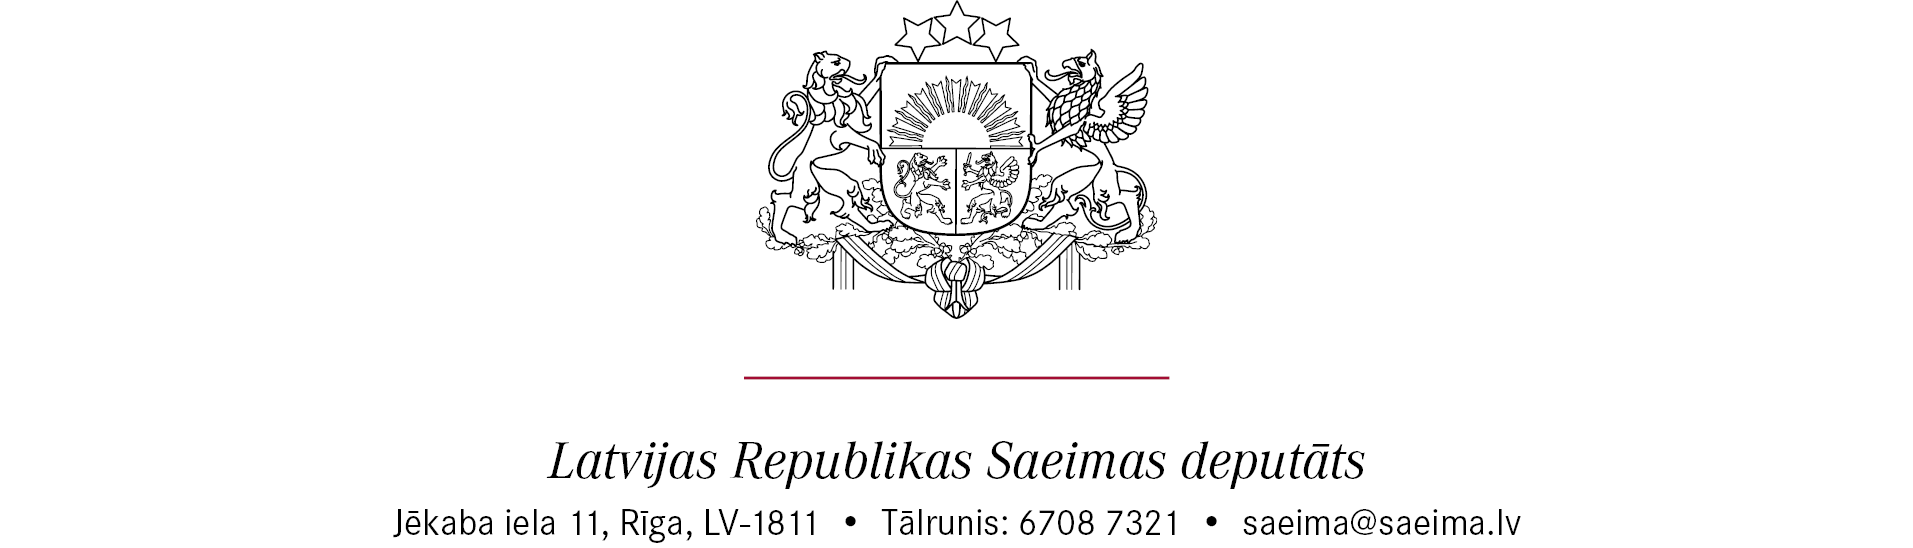 Latvijas Republikas Saeimas deputāts
Jēkaba iela 11, Rīga, LV-1811 • Tālrunis: 6708 7321 • saeima@saeima.lv